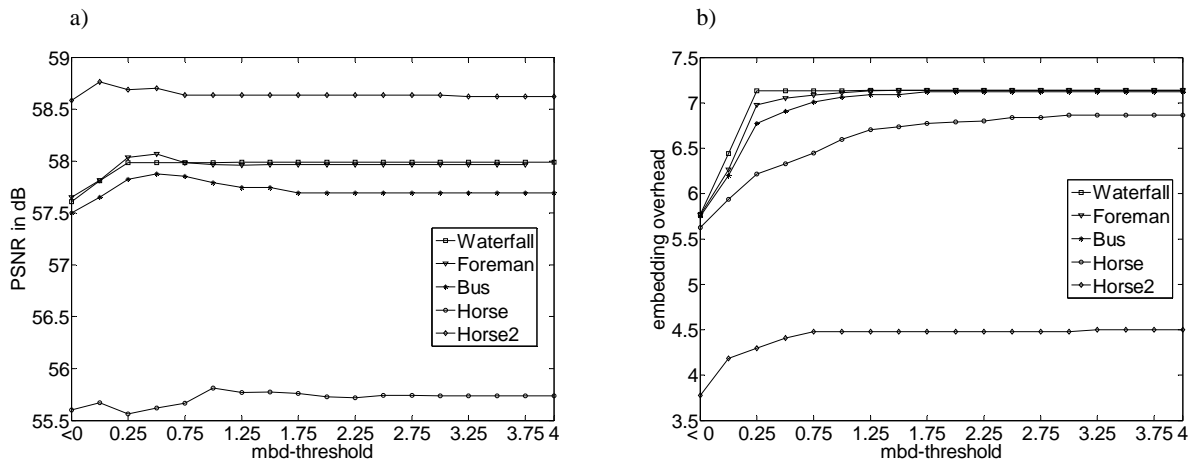 a)
59
58.5
58
57.5
57
56.5
56
55.5
PSNR in dB
<0 0.25 0.75 1.25 1.75 2.25 2.75 3.25 3.75 4
mbd-threshold
Waterfall
Foreman
Bus
Horse
Horse2
b)
7.5
7
6.5
6
5.5
5
4.5
4
3.5
embedding overhead
< 0 0.25 0.75 1.25 1.75 2.25 2.75 3.25 3.75 4
mbd-threshold
Waterfall
Foreman
Bus
Horse
Horse2